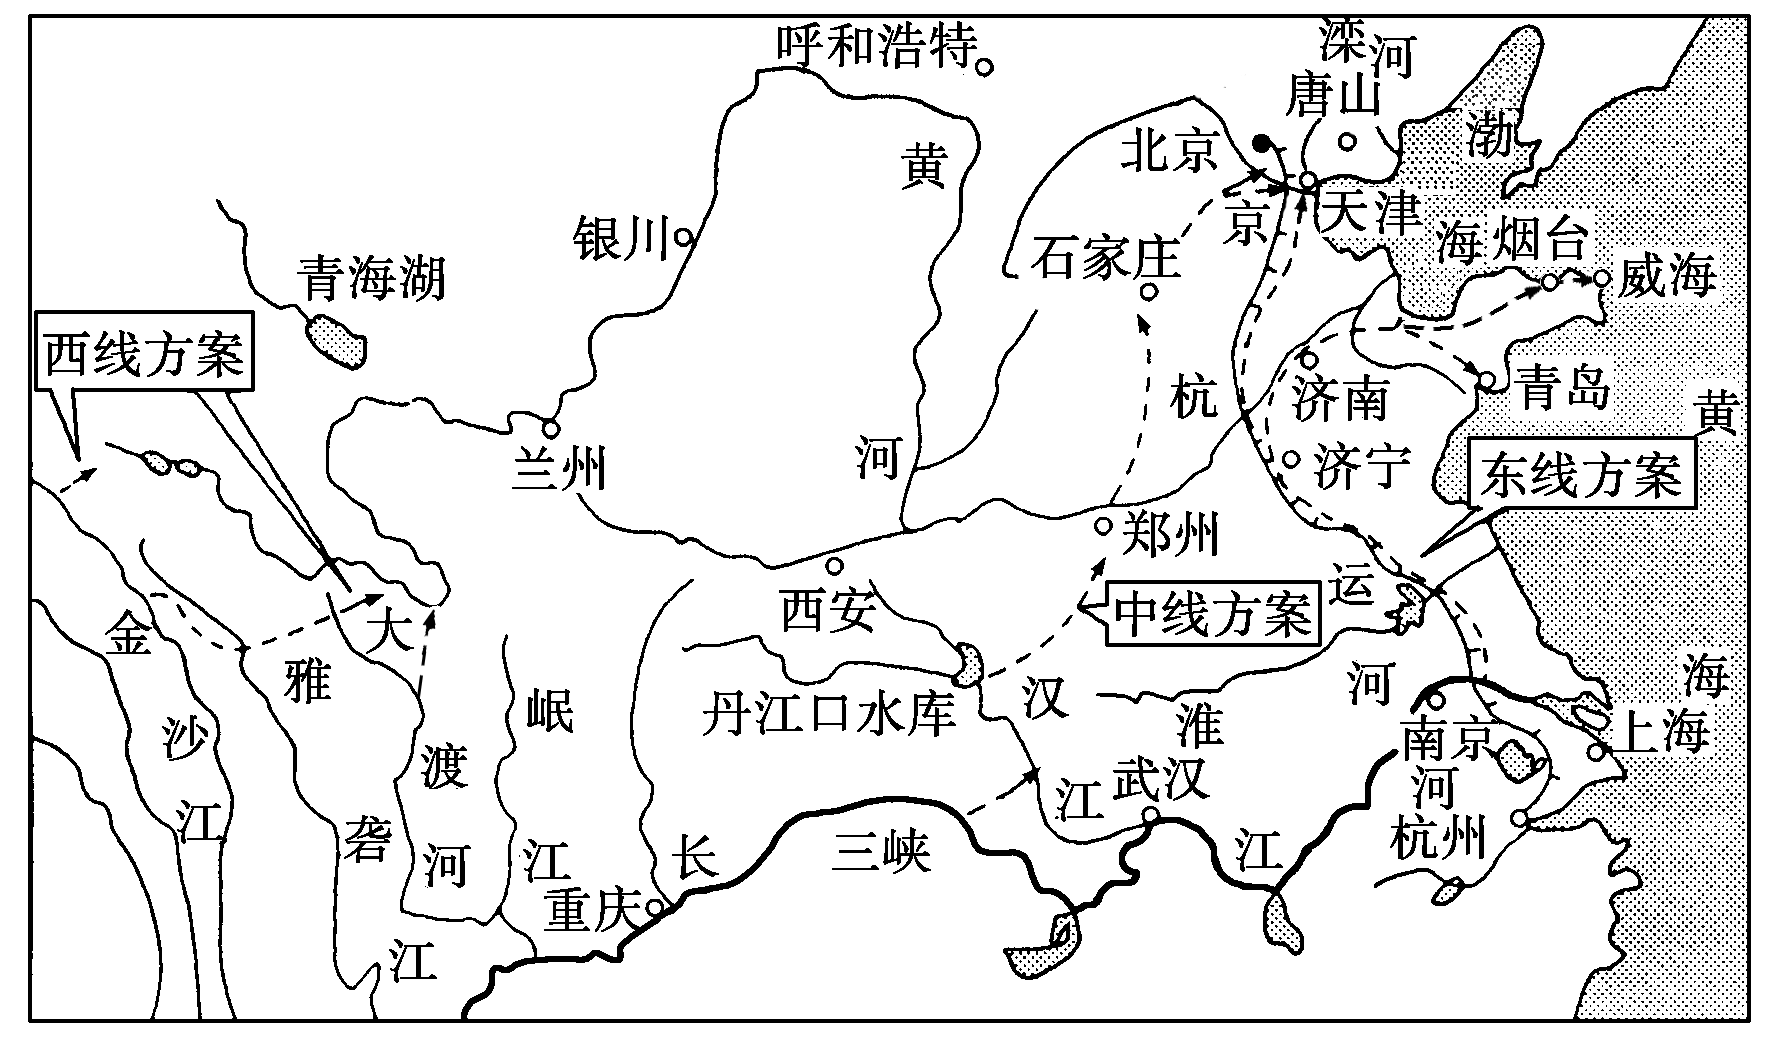 呼和浩特
滦河
唐山
渤海
北京
天津
烟台
威海
银川
黄河
石家庄
青海湖
西线方案
京杭运河
济南
青岛
黄海
兰州
济宁
东线方案
郑州
西安
中线方案
金沙江
雅砻江
大渡河
岷江
丹江口水库
汉江
淮河
南京
上海
武汉
杭州
三峡
长江
重庆